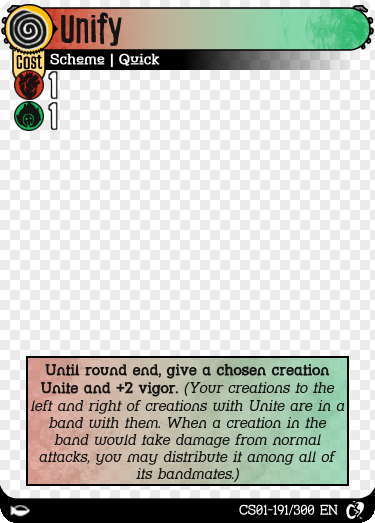 Unify
Cost
Scheme | Quick
1
1
Until round end, give a chosen creation
Unite and +2 vigor. (Your creations to the
left and right of creations with Unite are in a
band with them. When a creation in the
band would take damage from normal
attacks, you may distribute it among all of
its bandmates.)
CS01-191/300 EN